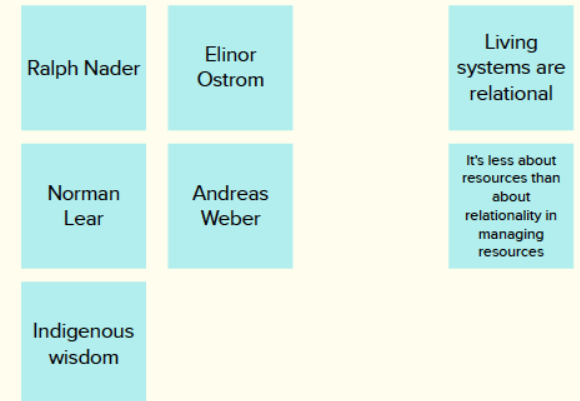 Ralph Nader
Elinor
Ostrom
Living
systems are
relational
Norman
Lear
Andreas
Weber
It's less about
resources than
about
relationality in
managing
resources
Indigenous
wisdom